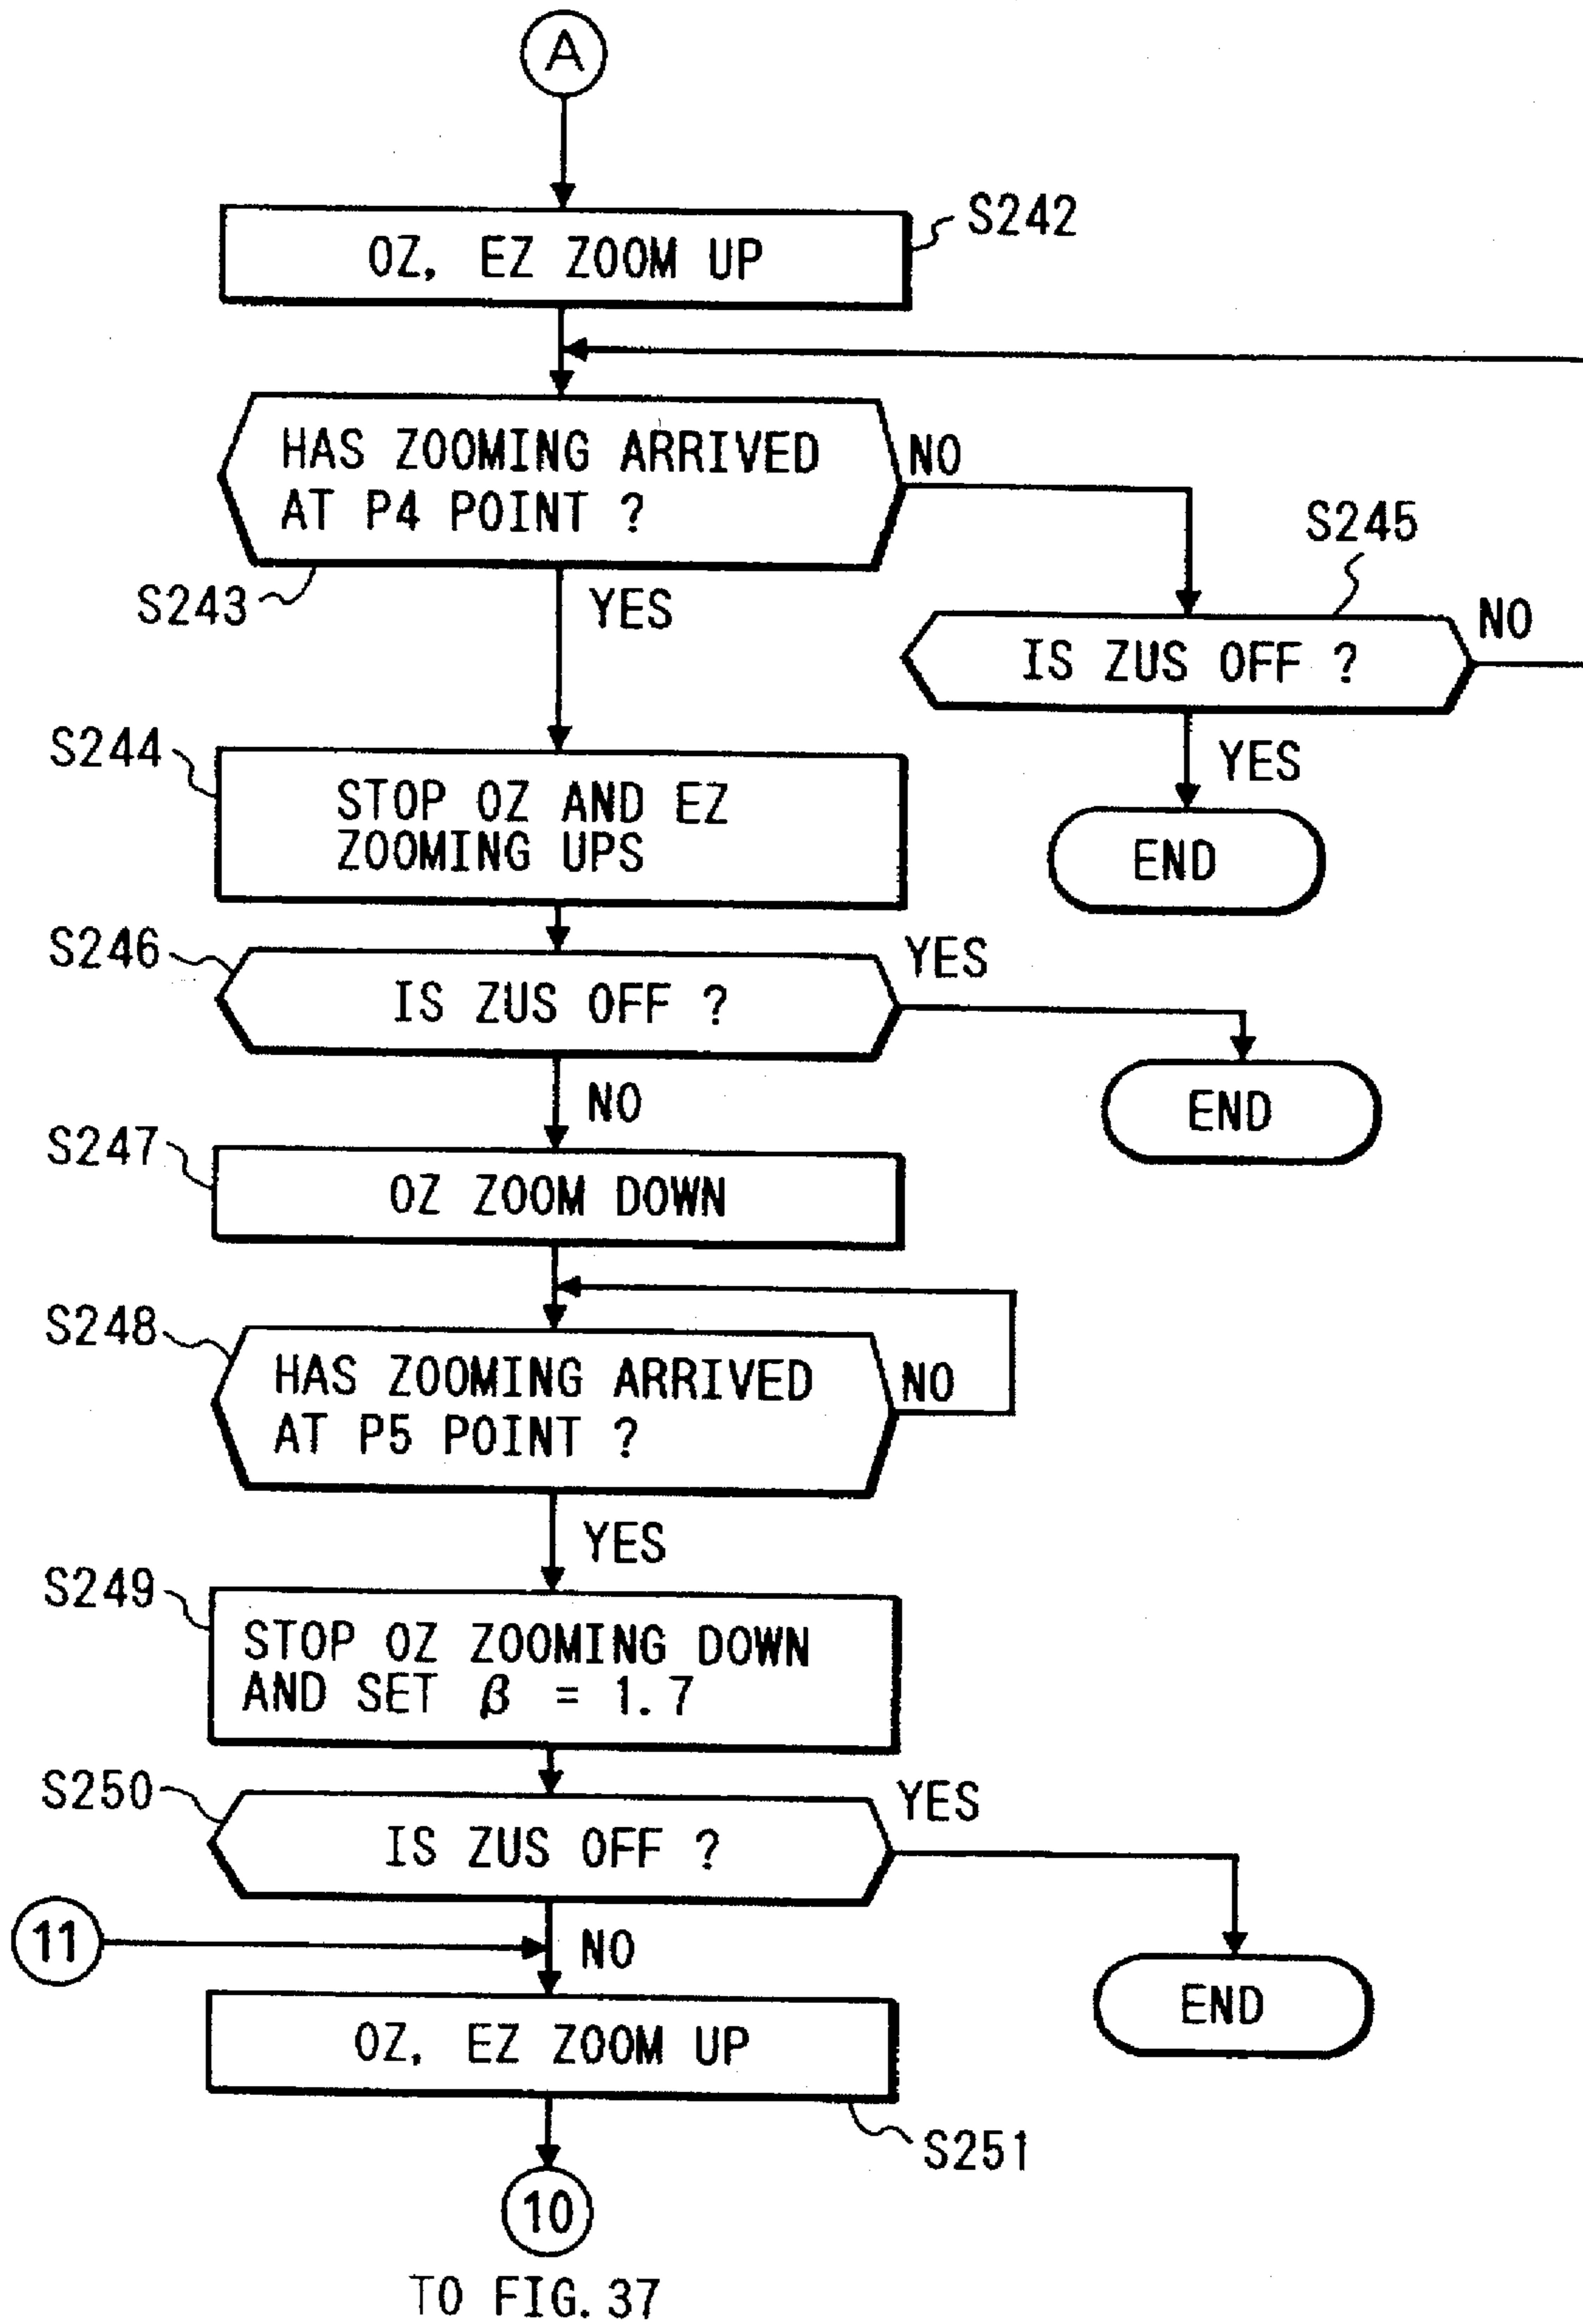 A
S242
OZ, EZ ZOOM UP
HAS ZOOMING ARRIVED
AT P4 POINT ?
NO
S243
YES
S245
IS ZUS OFF ?
NO
YES
END
S244
STOP OZ AND EZ
ZOOMING UPS
S246
IS ZUS OFF ?
YES
END
NO
S247
OZ ZOOM DOWN
S248
HAS ZOOMING ARRIVED
AT P5 POINT ?
NO
YES
S249
STOP OZ ZOOMING DOWN
AND SET β = 1.7
S250
IS ZUS OFF ?
YES
END
11
NO
OZ, EZ ZOOM UP
S251
10
TO FIG. 37